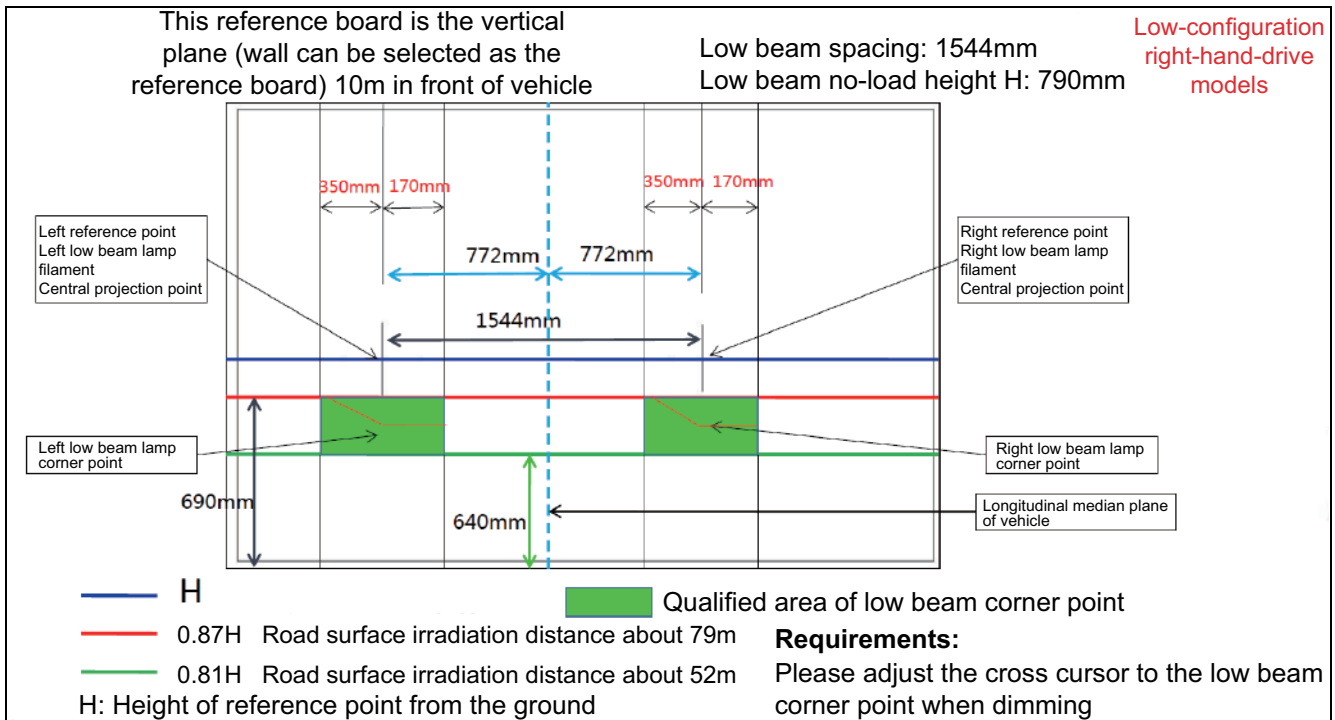 This reference board is the vertical
plane (wall can be selected as the
reference board) 10m in front of vehicle
Low beam spacing: 1544mm
Low beam no-load height H: 790mm
Low-configuration
right-hand-drive
models
350mm 170mm
350mm 170mm
Left reference point
Left low beam lamp
filament
Central projection point
Right reference point
Right low beam lamp
filament
Central projection point
772mm 772mm
1544mm
Left low beam lamp
corner point
Right low beam lamp
corner point
690mm
640mm
Longitudinal median plane
of vehicle
H
Qualified area of low beam corner point
0.87H Road surface irradiation distance about 79m
0.81H Road surface irradiation distance about 52m
H: Height of reference point from the ground
Requirements:
Please adjust the cross cursor to the low beam
corner point when dimming